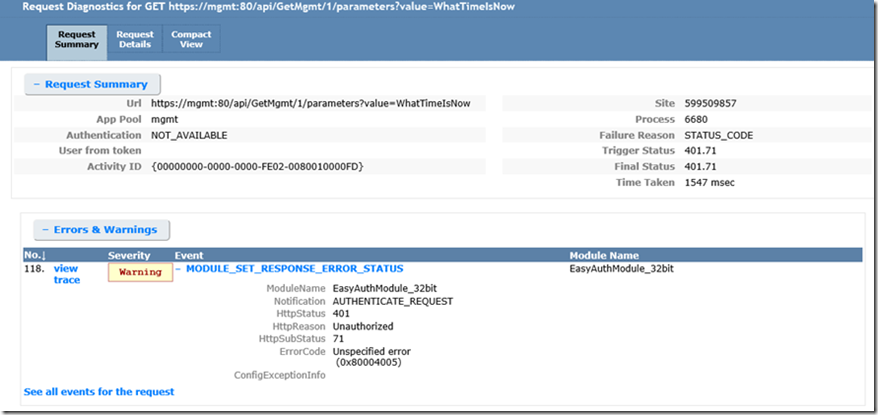 Request Diagnostics for GET https://mgmt:80/api/GetMgmt/1/parameters?value=WhatTimeIsNow
Request Summary
Request Details
Compact View
− Request Summary
Url https://mgmt:80/api/GetMgmt/1/parameters?value=WhatTimeIsNow
App Pool mgmt
Authentication NOT_AVAILABLE
User from token
Activity ID {00000000-0000-0000-FE02-0080010000FD}
Site 599509857
Process 6680
Failure Reason STATUS_CODE
Trigger Status 401.71
Final Status 401.71
Time Taken 1547 msec
− Errors & Warnings
No.↓ Severity Event Module Name
118. view trace Warning − MODULE_SET_RESPONSE_ERROR_STATUS EasyAuthModule_32bit
ModuleName EasyAuthModule_32bit
Notification AUTHENTICATE_REQUEST
HttpStatus 401
HttpReason Unauthorized
HttpSubStatus 71
ErrorCode Unspecified error
(0x80004005)
ConfigExceptionInfo
See all events for the request